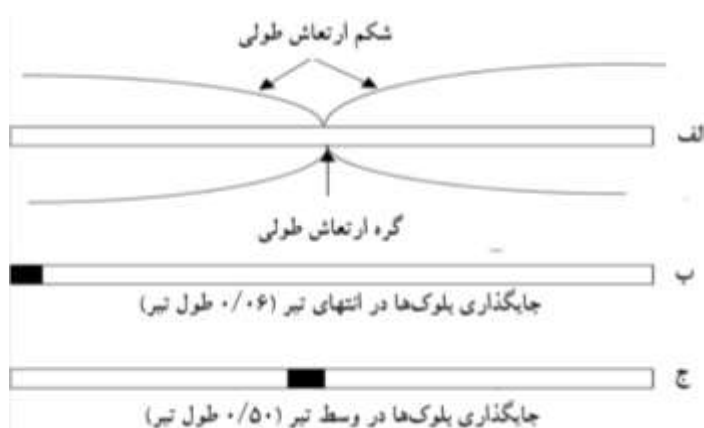 شکم ارتعاش طولی
لف
گره ارتعاش طولی
ب
جایگذاری بلوک‌ها در انتهای تیر (۰/۰۶ طول تیر)
ج
جایگذاری بلوک‌ها در وسط تیر (۰/۵۰ طول تیر)